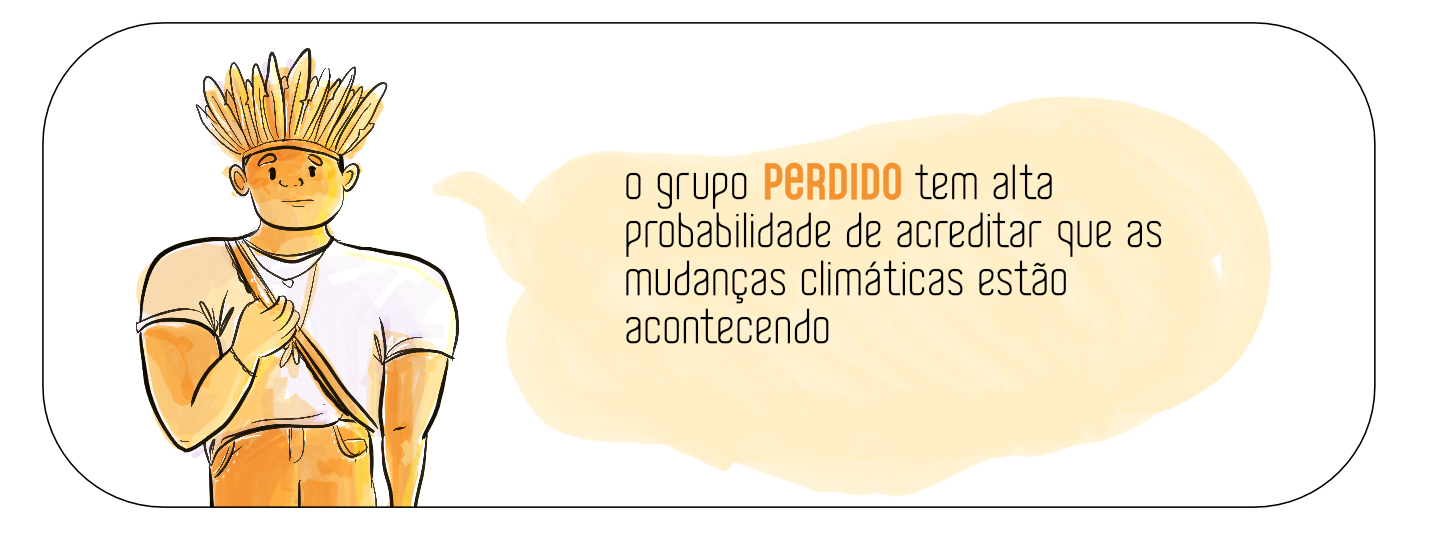 o grupo PERDIDO tem alta
probabilidade de acreditar que as
mudanças climáticas estão
acontecendo